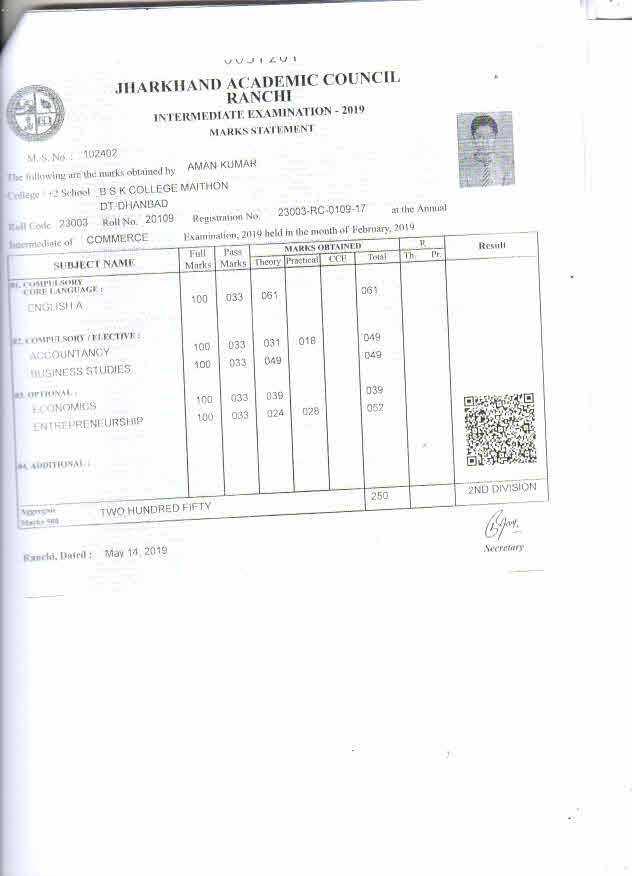 JHARKHAND ACADEMIC COUNCIL
RANCHI
INTERMEDIATE EXAMINATION - 2019
MARKS STATEMENT
M. S. No. : 102402
The following are the marks obtained by AMAN KUMAR
College / +2 School B S K COLLEGE MAITHON
DT-DHANBAD
Roll Code 23003 Roll No. 20109 Registration No. 23003-RC-0109-17 at the Annual
Intermediate of COMMERCE Examination, 2019 held in the month of February, 2019
SUBJECT NAME Full Marks Pass Marks MARKS OBTAINED R Result
Theory Practical CCE Total Th. Pr.
01. COMPULSORY
CORE LANGUAGE :
ENGLISH A 100 033 061 061
02. COMPULSORY / ELECTIVE :
ACCOUNTANCY 100 033 031 018 049
BUSINESS STUDIES 100 033 049 049
03. OPTIONAL :
ECONOMICS 100 033 039 039
ENTREPRENEURSHIP 100 033 024 028 052
04. ADDITIONAL :
Aggregate Marks 500 TWO HUNDRED FIFTY 250 2ND DIVISION
Ranchi, Dated : May 14, 2019
Secretary